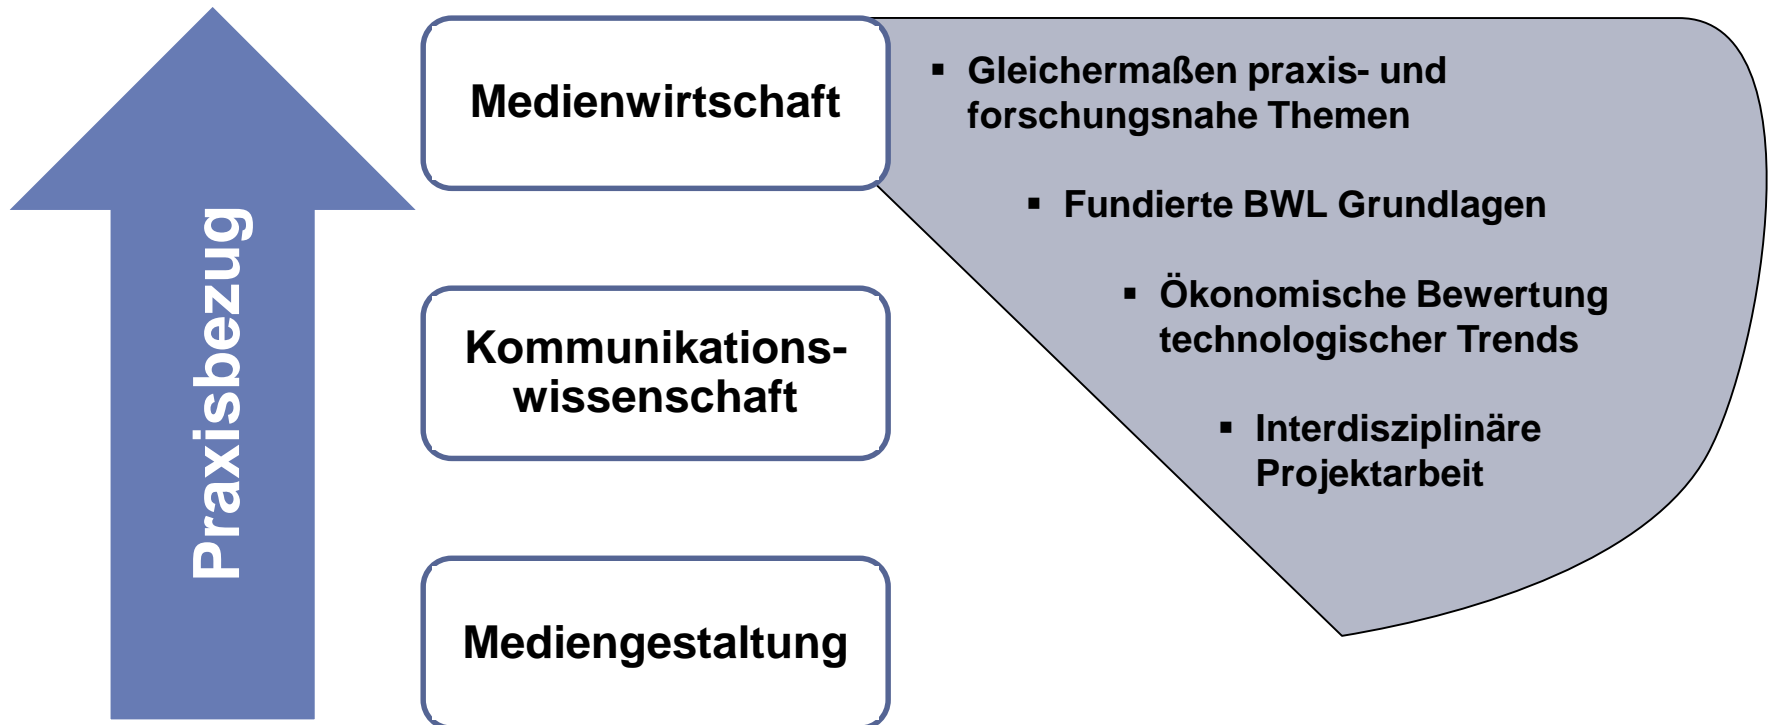 Praxisbezug
Medienwirtschaft
▪ Gleichermaßen praxis- und
forschungsnahe Themen
▪ Fundierte BWL Grundlagen
▪ Ökonomische Bewertung
technologischer Trends
▪ Interdisziplinäre
Projektarbeit
Kommunikations-
wissenschaft
Mediengestaltung